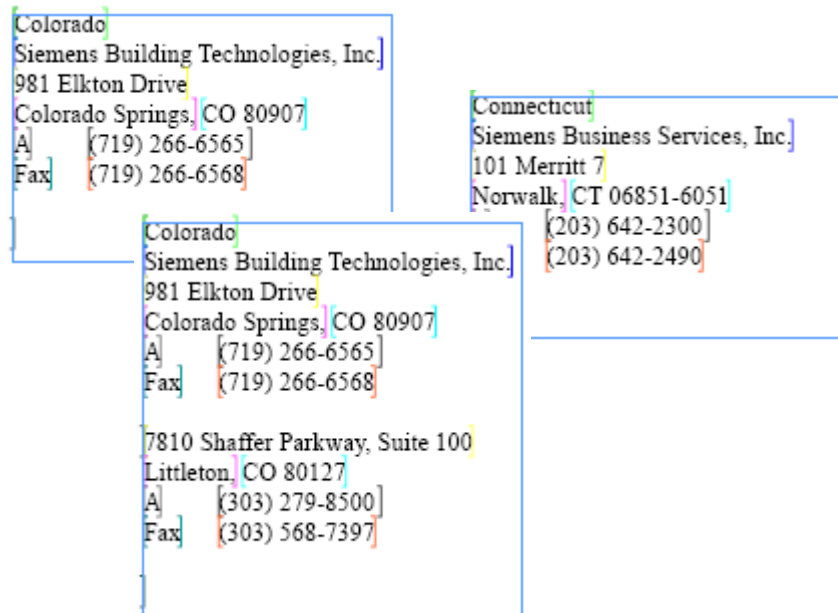 Colorado
Siemens Building Technologies, Inc.
981 Elkton Drive
Colorado Springs, CO 80907
A (719) 266-6565
Fax (719) 266-6568
Connecticut
Siemens Business Services, Inc.
101 Merritt 7
Norwalk, CT 06851-6051
(203) 642-2300
(203) 642-2490
Colorado
Siemens Building Technologies, Inc.
981 Elkton Drive
Colorado Springs, CO 80907
A (719) 266-6565
Fax (719) 266-6568
7810 Shaffer Parkway, Suite 100
Littleton, CO 80127
A (303) 279-8500
Fax (303) 568-7397